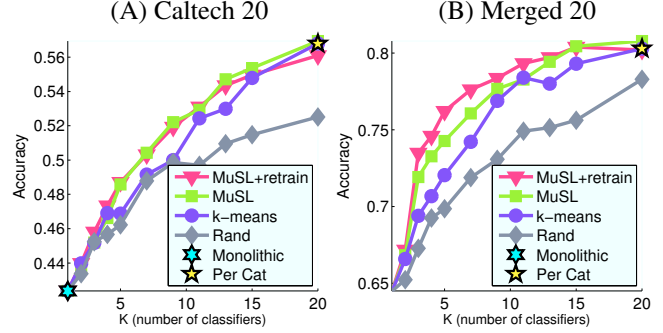 (A) Caltech 20
(B) Merged 20
Accuracy
0.56
0.54
0.52
0.5
0.48
0.46
0.44
5
10
15
20
K (number of classifiers)
MuSL+retrain
MuSL
k−means
Rand
Monolithic
Per Cat
Accuracy
0.8
0.75
0.7
0.65
5
10
15
20
K (number of classifiers)
MuSL+retrain
MuSL
k−means
Rand
Monolithic
Per Cat